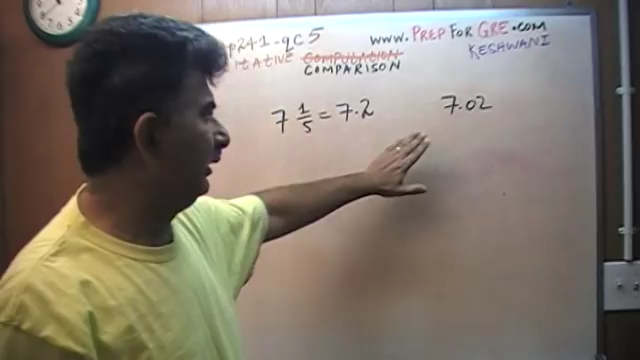 p241-qc5 www.PREPFORGRE.COM
COMPUTATION KESHWANI
COMPARISON
7 1/5 = 7.2 7.02